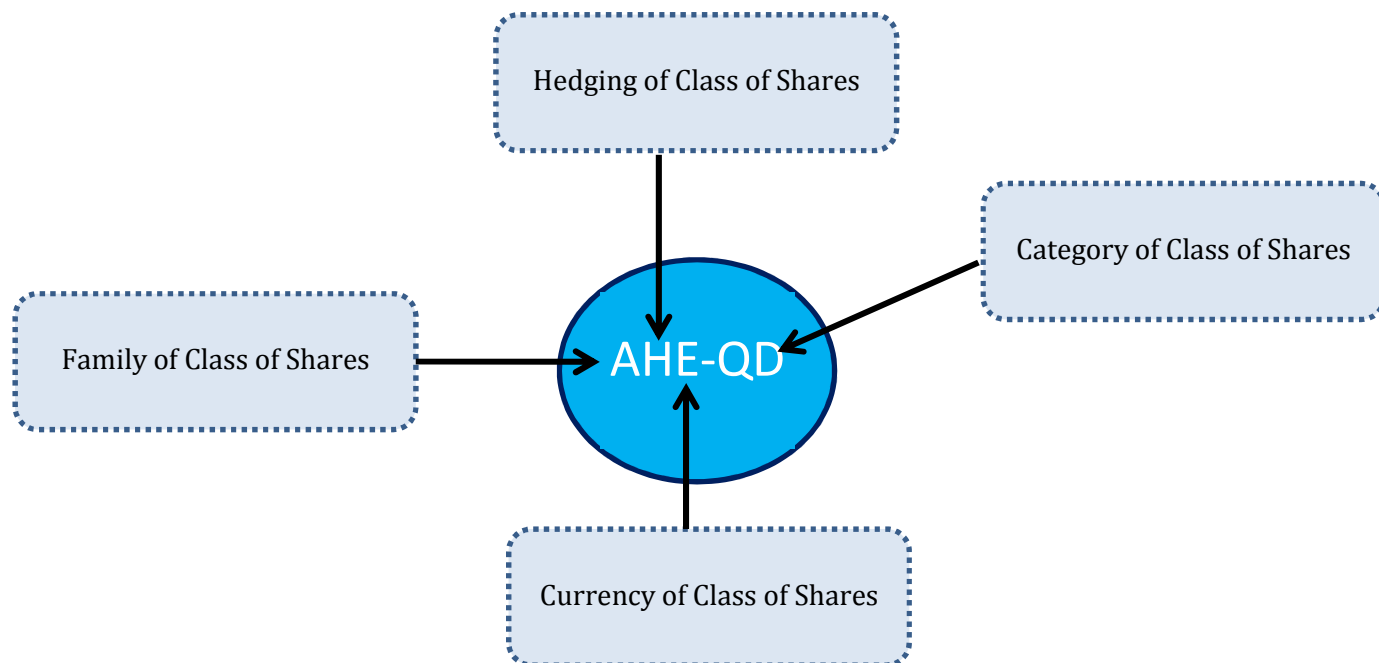 Hedging of Class of Shares
Category of Class of Shares
Family of Class of Shares
AHE-QD
Currency of Class of Shares